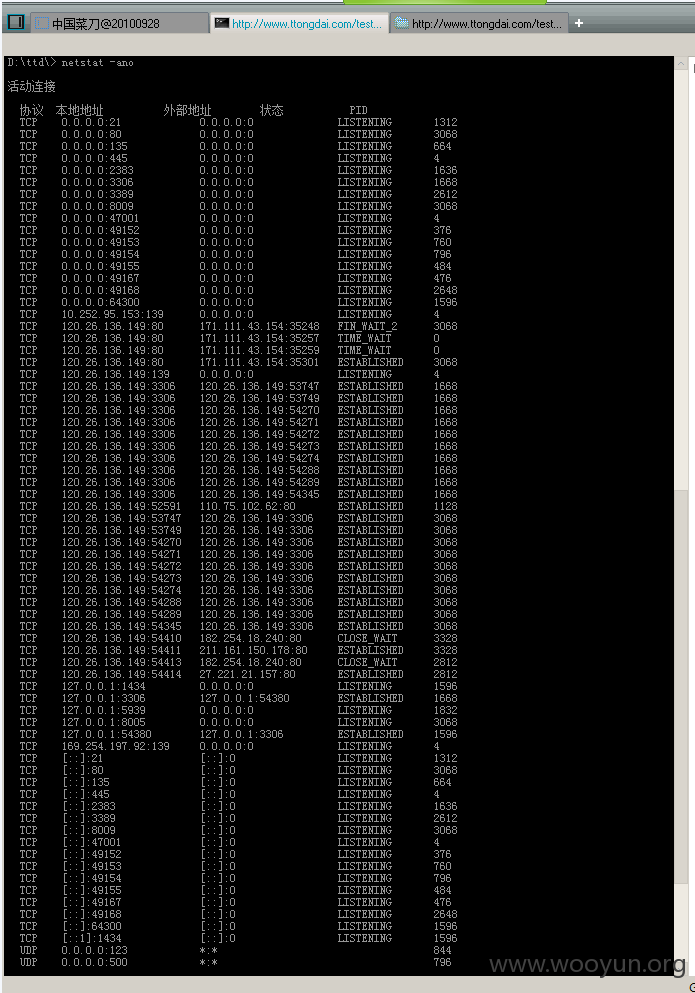 中国菜刀@20100928 http://www.ttongdai.com/test... http://www.ttongdai.com/test...
D:\ttd\> netstat -ano
活动连接
协议 本地地址 外部地址 状态 PID
TCP 0.0.0.0:21 0.0.0.0:0 LISTENING 1312
TCP 0.0.0.0:80 0.0.0.0:0 LISTENING 3068
TCP 0.0.0.0:135 0.0.0.0:0 LISTENING 664
TCP 0.0.0.0:445 0.0.0.0:0 LISTENING 4
TCP 0.0.0.0:2383 0.0.0.0:0 LISTENING 1636
TCP 0.0.0.0:3306 0.0.0.0:0 LISTENING 1668
TCP 0.0.0.0:3389 0.0.0.0:0 LISTENING 2612
TCP 0.0.0.0:8009 0.0.0.0:0 LISTENING 3068
TCP 0.0.0.0:47001 0.0.0.0:0 LISTENING 4
TCP 0.0.0.0:49152 0.0.0.0:0 LISTENING 376
TCP 0.0.0.0:49153 0.0.0.0:0 LISTENING 760
TCP 0.0.0.0:49154 0.0.0.0:0 LISTENING 796
TCP 0.0.0.0:49155 0.0.0.0:0 LISTENING 484
TCP 0.0.0.0:49167 0.0.0.0:0 LISTENING 476
TCP 0.0.0.0:49168 0.0.0.0:0 LISTENING 2648
TCP 0.0.0.0:64300 0.0.0.0:0 LISTENING 1596
TCP 10.252.95.153:139 0.0.0.0:0 LISTENING 4
TCP 120.26.136.149:80 171.111.43.154:35248 FIN_WAIT_2 3068
TCP 120.26.136.149:80 171.111.43.154:35257 TIME_WAIT 0
TCP 120.26.136.149:80 171.111.43.154:35259 TIME_WAIT 0
TCP 120.26.136.149:80 171.111.43.154:35301 ESTABLISHED 3068
TCP 120.26.136.149:139 0.0.0.0:0 LISTENING 4
TCP 120.26.136.149:3306 120.26.136.149:53747 ESTABLISHED 1668
TCP 120.26.136.149:3306 120.26.136.149:53749 ESTABLISHED 1668
TCP 120.26.136.149:3306 120.26.136.149:54270 ESTABLISHED 1668
TCP 120.26.136.149:3306 120.26.136.149:54271 ESTABLISHED 1668
TCP 120.26.136.149:3306 120.26.136.149:54272 ESTABLISHED 1668
TCP 120.26.136.149:3306 120.26.136.149:54273 ESTABLISHED 1668
TCP 120.26.136.149:3306 120.26.136.149:54274 ESTABLISHED 1668
TCP 120.26.136.149:3306 120.26.136.149:54288 ESTABLISHED 1668
TCP 120.26.136.149:3306 120.26.136.149:54289 ESTABLISHED 1668
TCP 120.26.136.149:3306 120.26.136.149:54345 ESTABLISHED 1668
TCP 120.26.136.149:52591 110.75.102.62:80 ESTABLISHED 1128
TCP 120.26.136.149:53747 120.26.136.149:3306 ESTABLISHED 3068
TCP 120.26.136.149:53749 120.26.136.149:3306 ESTABLISHED 3068
TCP 120.26.136.149:54270 120.26.136.149:3306 ESTABLISHED 3068
TCP 120.26.136.149:54271 120.26.136.149:3306 ESTABLISHED 3068
TCP 120.26.136.149:54272 120.26.136.149:3306 ESTABLISHED 3068
TCP 120.26.136.149:54273 120.26.136.149:3306 ESTABLISHED 3068
TCP 120.26.136.149:54274 120.26.136.149:3306 ESTABLISHED 3068
TCP 120.26.136.149:54288 120.26.136.149:3306 ESTABLISHED 3068
TCP 120.26.136.149:54289 120.26.136.149:3306 ESTABLISHED 3068
TCP 120.26.136.149:54345 120.26.136.149:3306 ESTABLISHED 3068
TCP 120.26.136.149:54410 182.254.18.240:80 CLOSE_WAIT 3328
TCP 120.26.136.149:54411 211.161.150.178:80 ESTABLISHED 3328
TCP 120.26.136.149:54413 182.254.18.240:80 CLOSE_WAIT 2812
TCP 120.26.136.149:54414 27.221.21.157:80 ESTABLISHED 2812
TCP 127.0.0.1:1434 0.0.0.0:0 LISTENING 1596
TCP 127.0.0.1:3306 127.0.0.1:54380 ESTABLISHED 1668
TCP 127.0.0.1:5939 0.0.0.0:0 LISTENING 1832
TCP 127.0.0.1:8005 0.0.0.0:0 LISTENING 3068
TCP 127.0.0.1:54380 127.0.0.1:3306 ESTABLISHED 1596
TCP 169.254.197.92:139 0.0.0.0:0 LISTENING 4
TCP [::]:21 [::]:0 LISTENING 1312
TCP [::]:80 [::]:0 LISTENING 3068
TCP [::]:135 [::]:0 LISTENING 664
TCP [::]:445 [::]:0 LISTENING 4
TCP [::]:2383 [::]:0 LISTENING 1636
TCP [::]:3389 [::]:0 LISTENING 2612
TCP [::]:8009 [::]:0 LISTENING 3068
TCP [::]:47001 [::]:0 LISTENING 4
TCP [::]:49152 [::]:0 LISTENING 376
TCP [::]:49153 [::]:0 LISTENING 760
TCP [::]:49154 [::]:0 LISTENING 796
TCP [::]:49155 [::]:0 LISTENING 484
TCP [::]:49167 [::]:0 LISTENING 476
TCP [::]:49168 [::]:0 LISTENING 2648
TCP [::]:64300 [::]:0 LISTENING 1596
TCP [::1]:1434 [::]:0 LISTENING 1596
UDP 0.0.0.0:123 *:* 844
UDP 0.0.0.0:500 *:* 796
www.wooyun.org